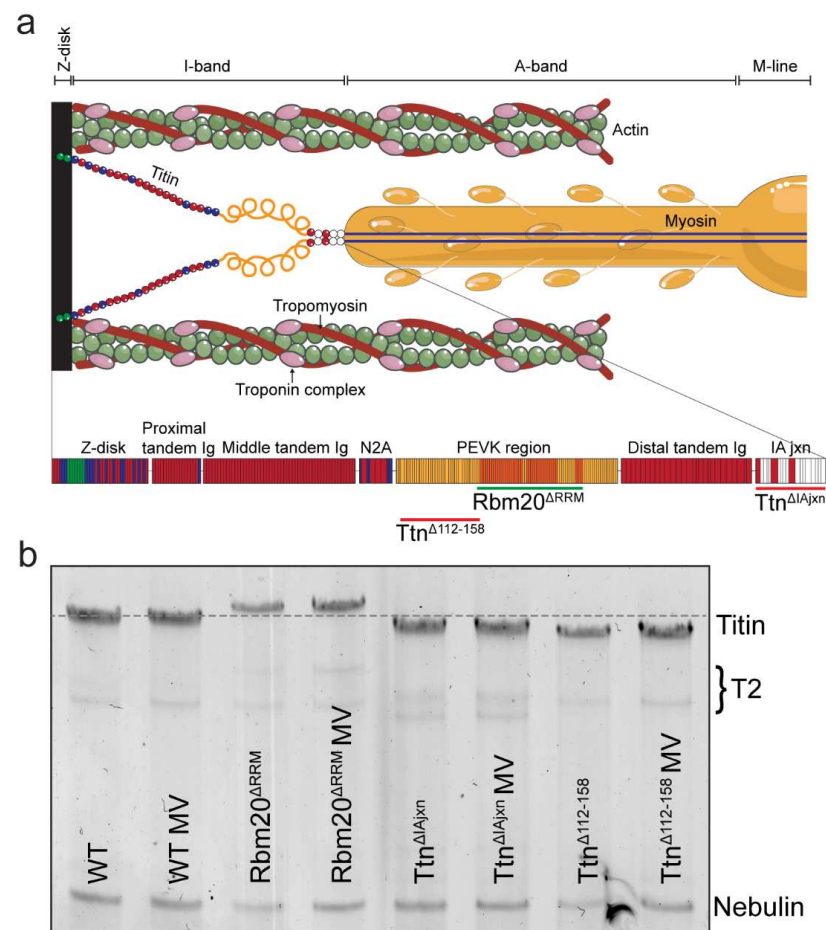 a
Z-disk
I-band
A-band
M-line
Actin
Titin
Myosin
Tropomyosin
Troponin complex
Z-disk
Proximal
tandem Ig
Middle tandem Ig
N2A
PEVK region
Distal tandem Ig
IA jxn
Rbm20ΔRRM
TtnΔIAjxn
TtnΔ112-158
b
Titin
T2
WT
WT MV
Rbm20ΔRRM
Rbm20ΔRRM MV
TtnΔIAjxn
TtnΔIAjxn MV
TtnΔ112-158
TtnΔ112-158 MV
Nebulin